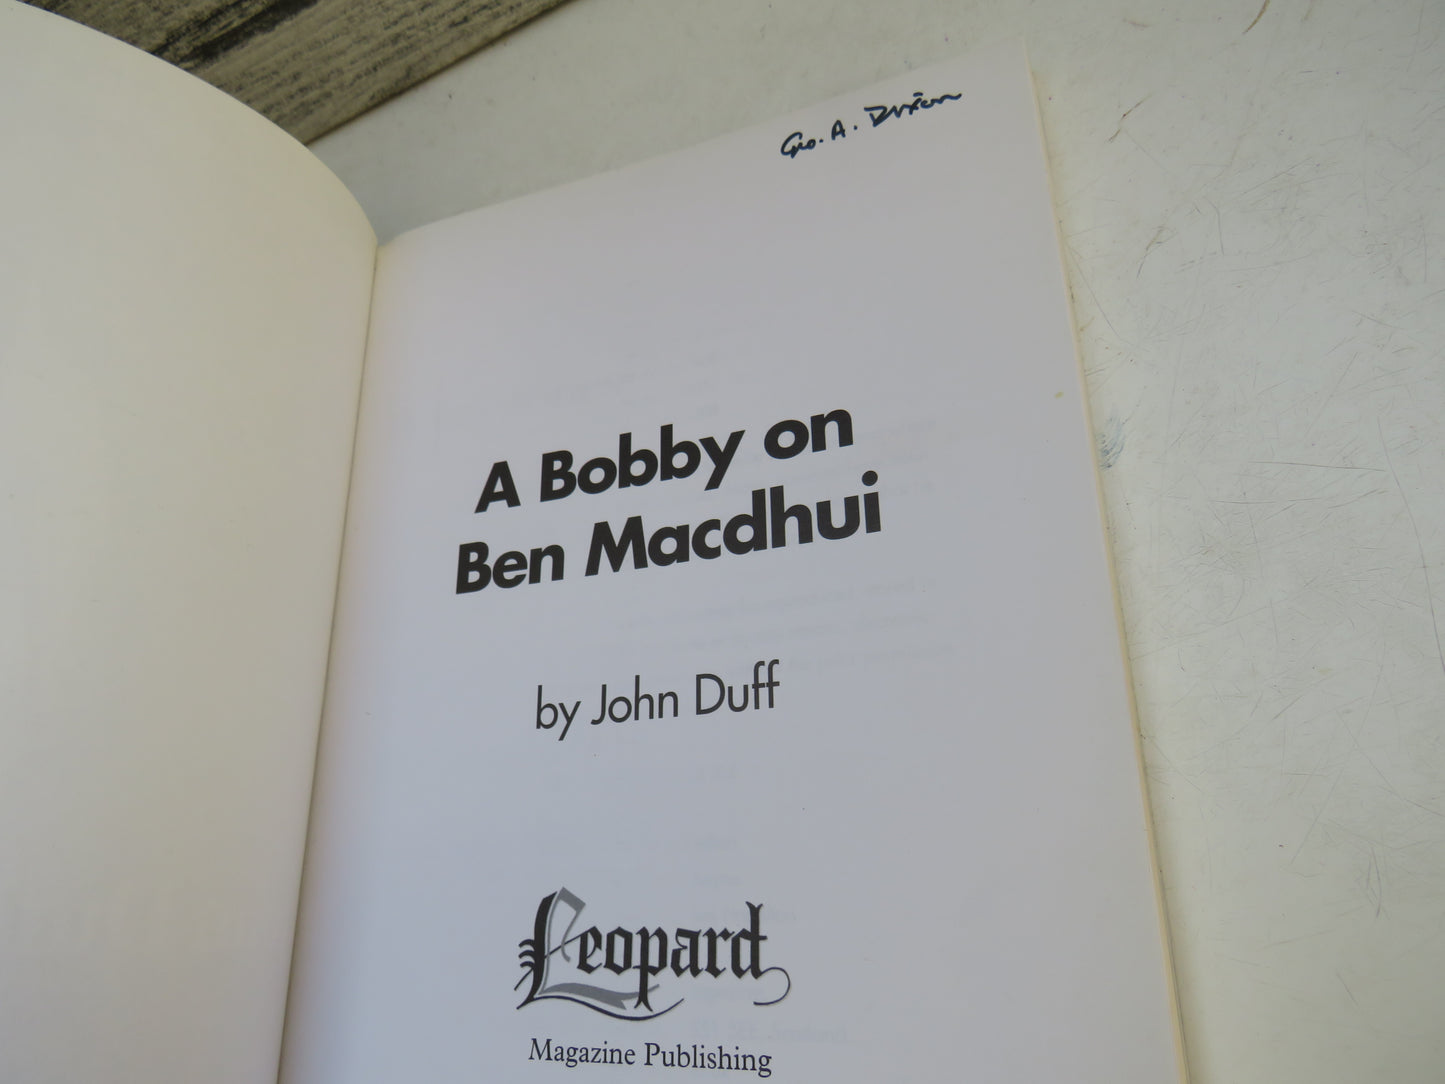 Geo. A. Dixon
A Bobby on
Ben Macdhui
by John Duff
Leopard
Magazine Publishing